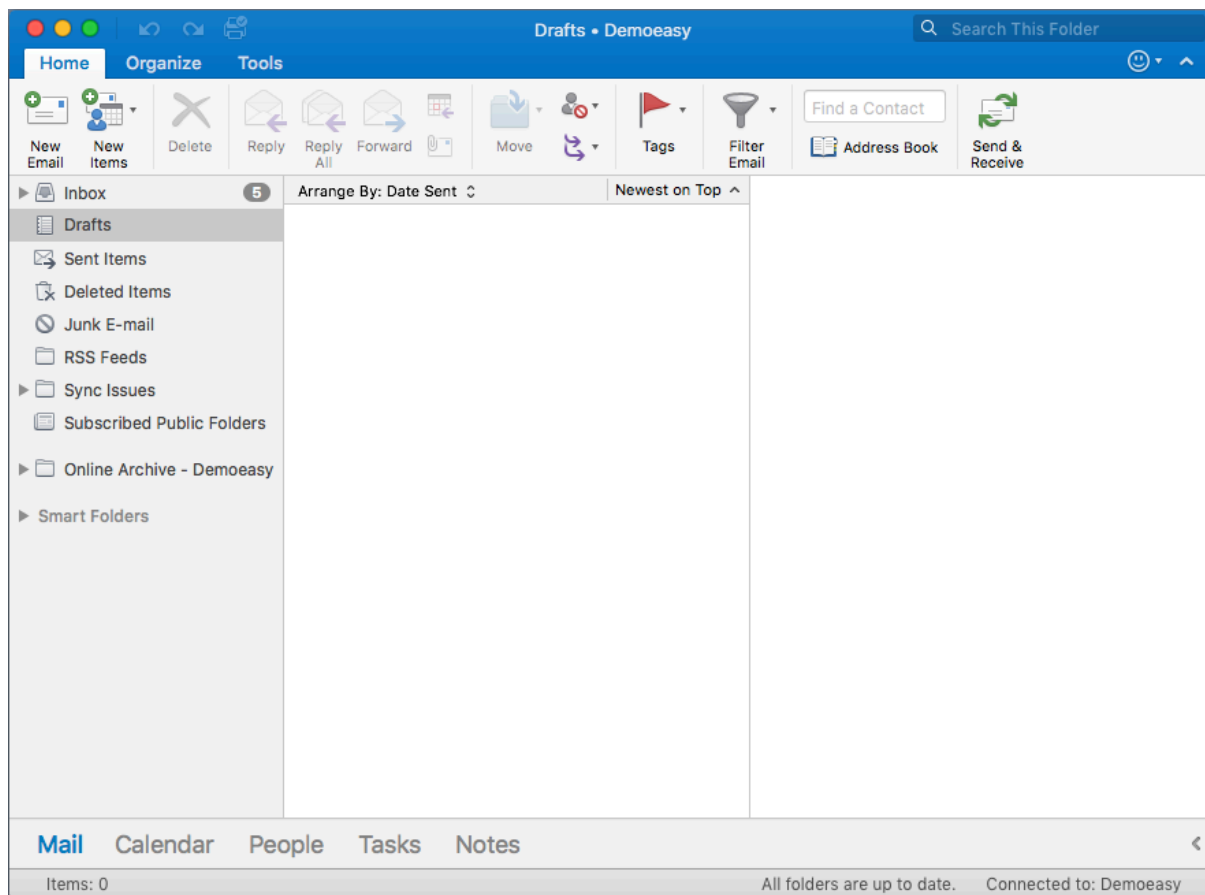 Drafts • Demoeasy
Search This Folder
Home Organize Tools
New Email
New Items
Delete
Reply
Reply All
Forward
Move
Tags
Filter Email
Find a Contact
Address Book
Send & Receive
Inbox 5
Drafts
Sent Items
Deleted Items
Junk E-mail
RSS Feeds
Sync Issues
Subscribed Public Folders
Online Archive - Demoeasy
Smart Folders
Arrange By: Date Sent
Newest on Top
Mail Calendar People Tasks Notes
Items: 0
All folders are up to date.
Connected to: Demoeasy